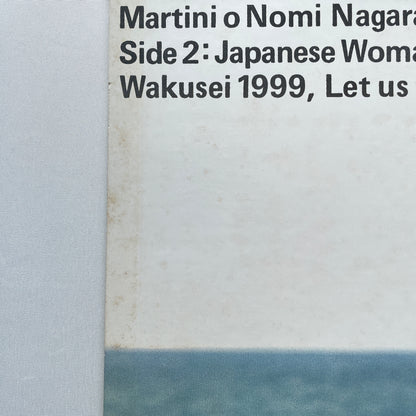 Martini o Nomi Nagara
Side 2: Japanese Woma
Wakusei 1999, Let us